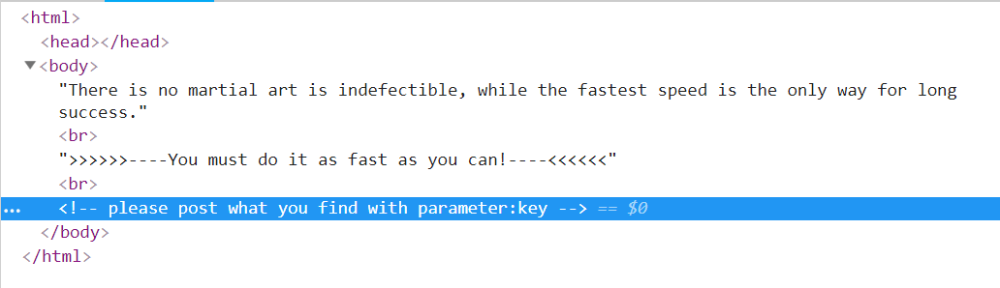 <html>
<head></head>
▼<body>
"There is no martial art is indefectible, while the fastest speed is the only way for long
success."
<br>
">>>>>>----You must do it as fast as you can!----<<<<<<"
<br>
... <!-- please post what you find with parameter:key --> == $0
</body>
</html>